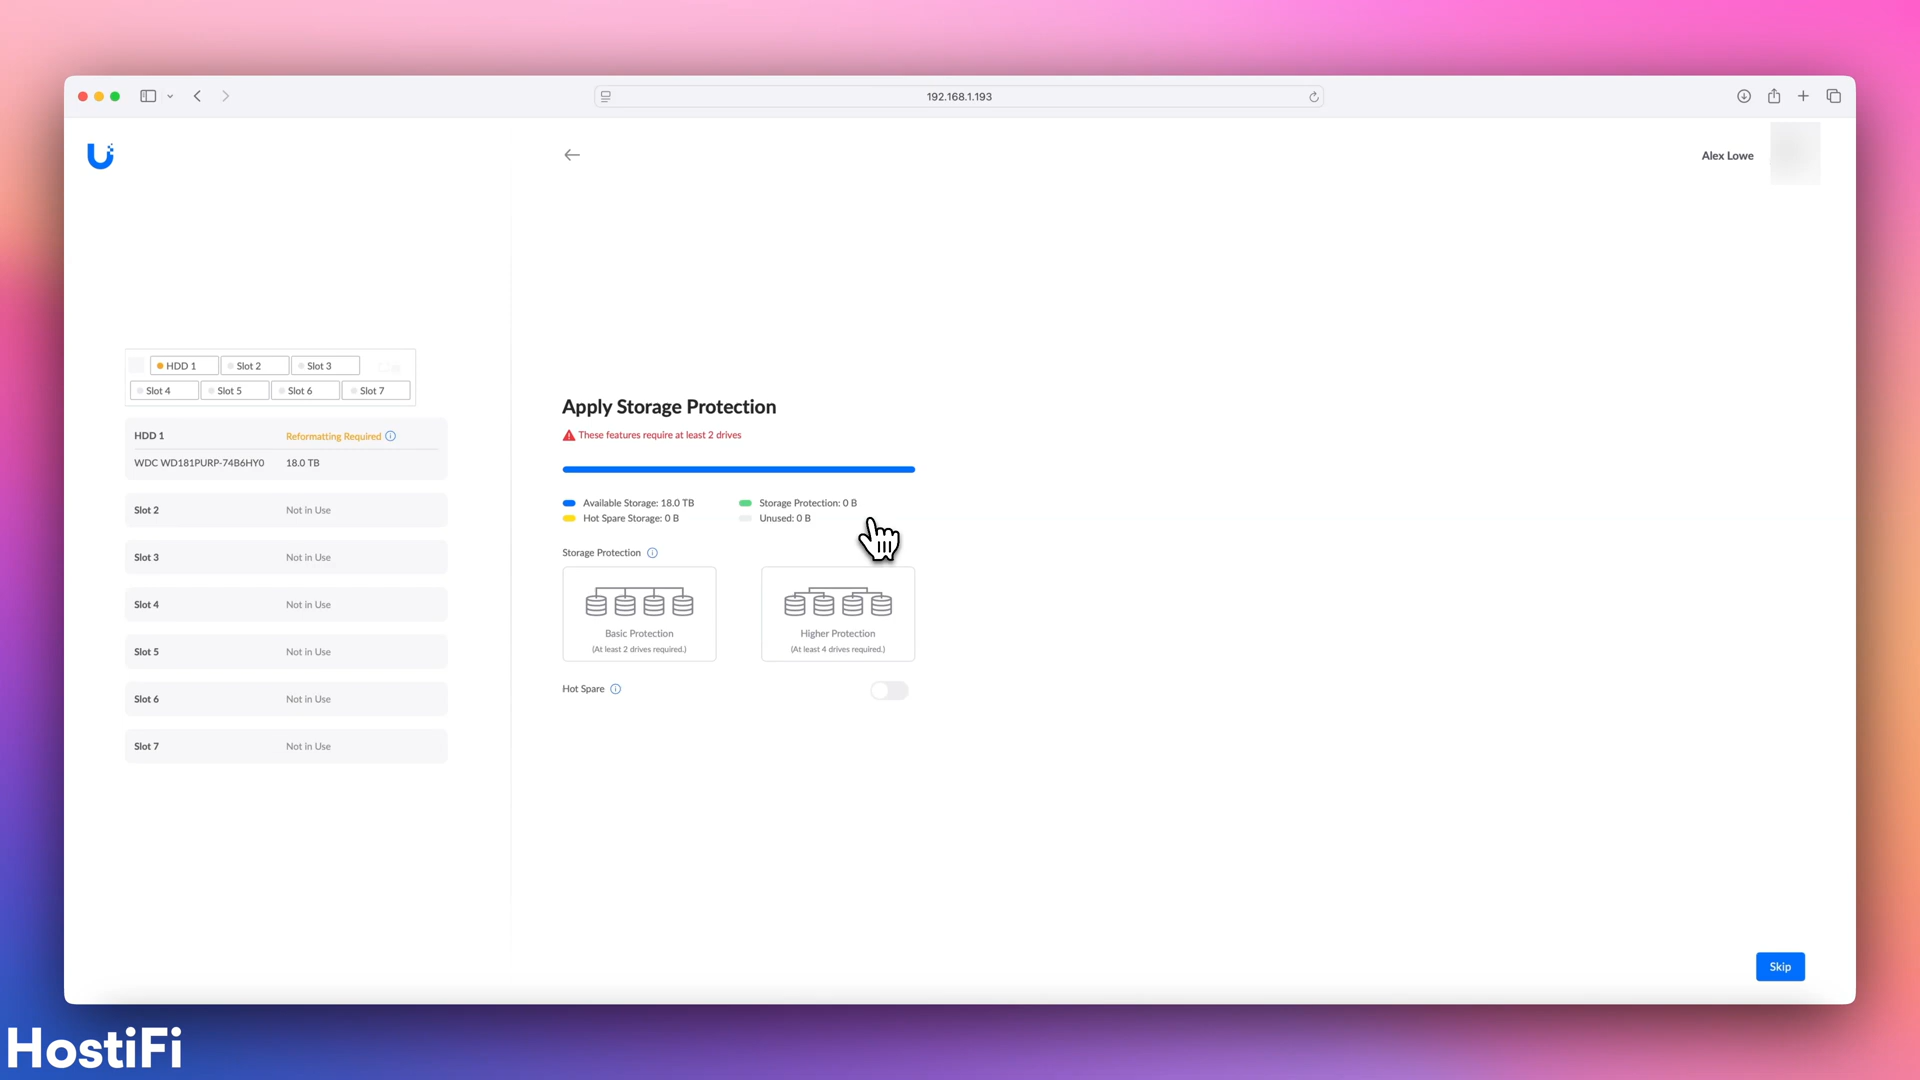 192.168.1.193
Alex Lowe
HDD 1
Slot 2
Slot 3
Slot 4
Slot 5
Slot 6
Slot 7
HDD 1
Reformatting Required
WDC WD181PURP-74B6HY0
18.0 TB
Slot 2
Not in Use
Slot 3
Not in Use
Slot 4
Not in Use
Slot 5
Not in Use
Slot 6
Not in Use
Slot 7
Not in Use
Apply Storage Protection
These features require at least 2 drives
Available Storage: 18.0 TB
Storage Protection: 0 B
Hot Spare Storage: 0 B
Unused: 0 B
Storage Protection
Basic Protection
(At least 2 drives required.)
Higher Protection
(At least 4 drives required.)
Hot Spare
Skip
HostiFi